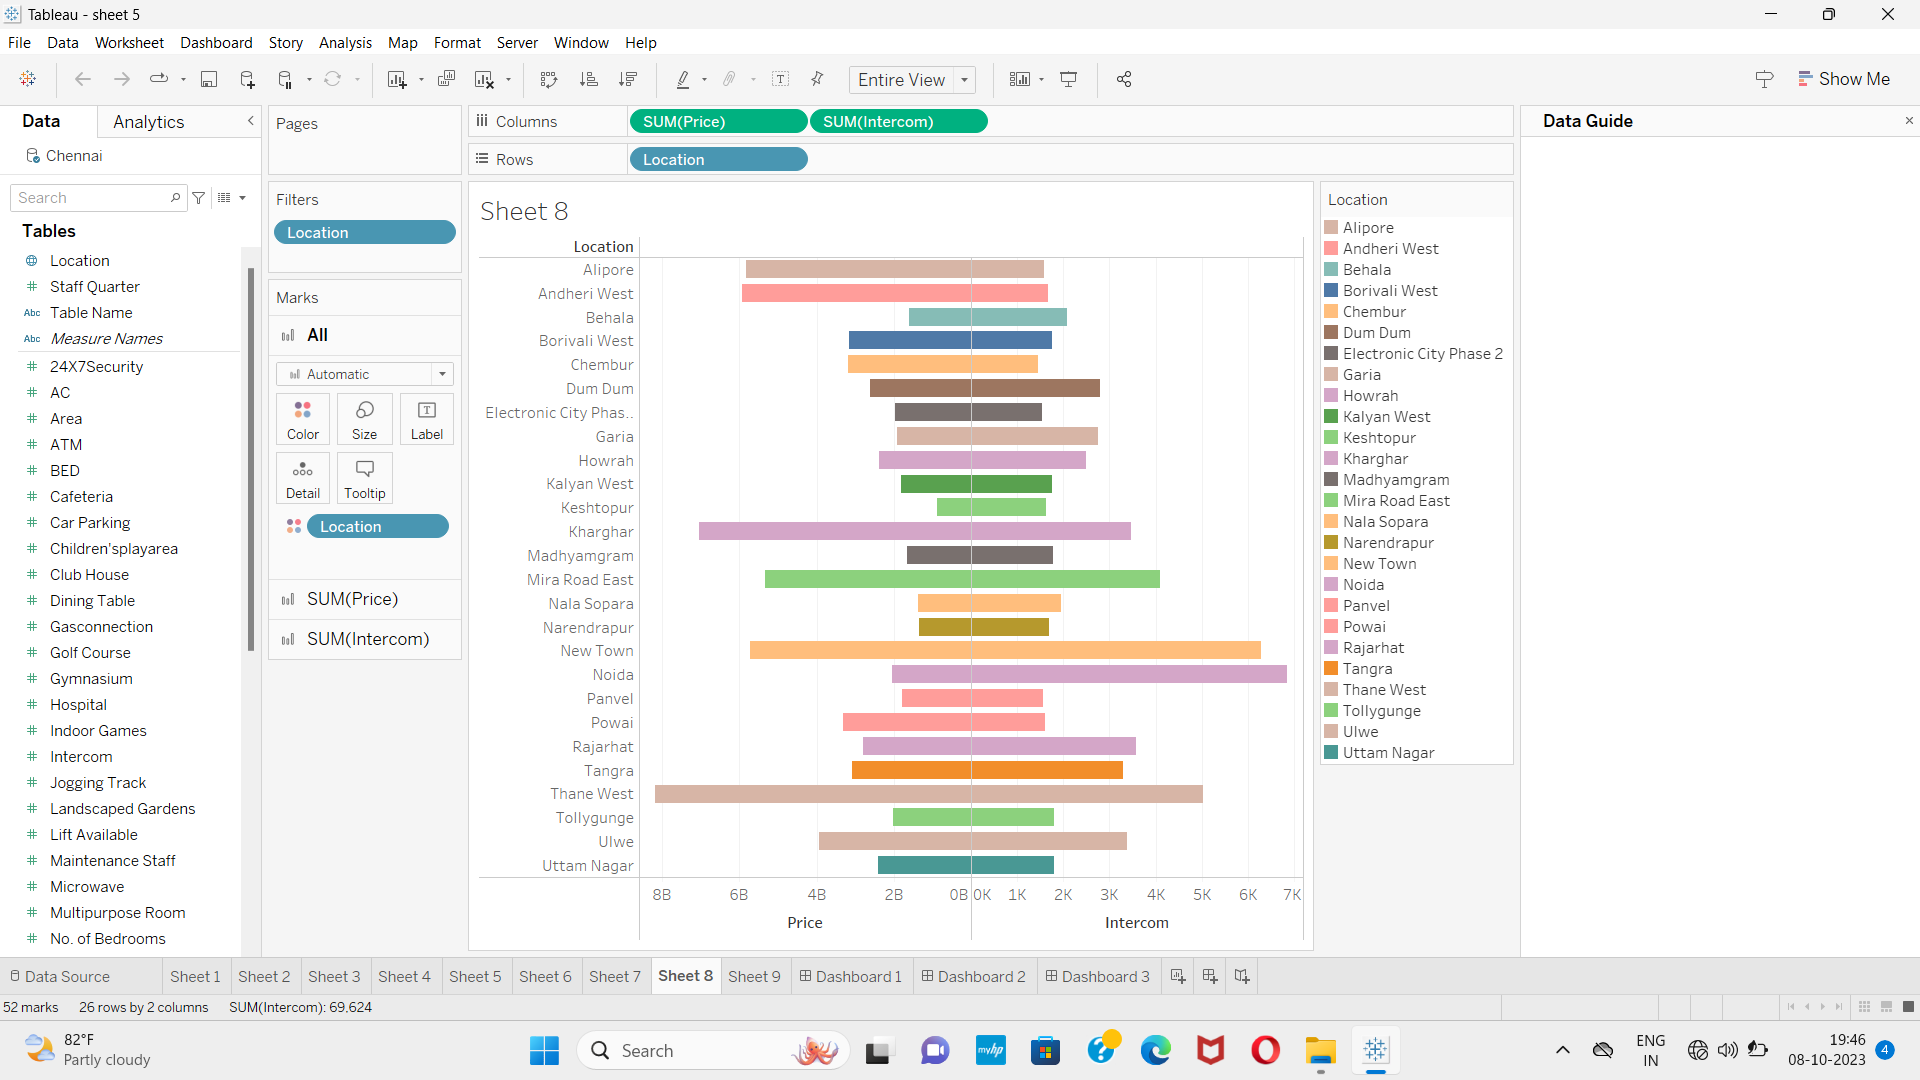 Tableau - sheet 5
File Data Worksheet Dashboard Story Analysis Map Format Server Window Help
Entire View
Show Me
Data
Analytics
Chennai
Search
Tables
Location
# Staff Quarter
Abc Table Name
Abc Measure Names
# 24X7Security
# AC
# Area
# ATM
# BED
# Cafeteria
# Car Parking
# Children'splayarea
# Club House
# Dining Table
# Gasconnection
# Golf Course
# Gymnasium
# Hospital
# Indoor Games
# Intercom
# Jogging Track
# Landscaped Gardens
# Lift Available
# Maintenance Staff
# Microwave
# Multipurpose Room
# No. of Bedrooms
Pages
Filters
Location
Marks
All
Automatic
Color Size Label
Detail Tooltip
Location
SUM(Price)
SUM(Intercom)
Columns SUM(Price) SUM(Intercom)
Rows Location
Sheet 8
Location
Alipore
Andheri West
Behala
Borivali West
Chembur
Dum Dum
Electronic City Phas..
Garia
Howrah
Kalyan West
Keshtopur
Kharghar
Madhyamgram
Mira Road East
Nala Sopara
Narendrapur
New Town
Noida
Panvel
Powai
Rajarhat
Tangra
Thane West
Tollygunge
Ulwe
Uttam Nagar
8B 6B 4B 2B 0B 0K 1K 2K 3K 4K 5K 6K 7K
Price Intercom
Location
Alipore
Andheri West
Behala
Borivali West
Chembur
Dum Dum
Electronic City Phase 2
Garia
Howrah
Kalyan West
Keshtopur
Kharghar
Madhyamgram
Mira Road East
Nala Sopara
Narendrapur
New Town
Noida
Panvel
Powai
Rajarhat
Tangra
Thane West
Tollygunge
Ulwe
Uttam Nagar
Data Guide
Data Source Sheet 1 Sheet 2 Sheet 3 Sheet 4 Sheet 5 Sheet 6 Sheet 7 Sheet 8 Sheet 9 Dashboard 1 Dashboard 2 Dashboard 3
52 marks 26 rows by 2 columns SUM(Intercom): 69,624
82°F
Partly cloudy
Search
myhp
ENG
IN
19:46
08-10-2023
4